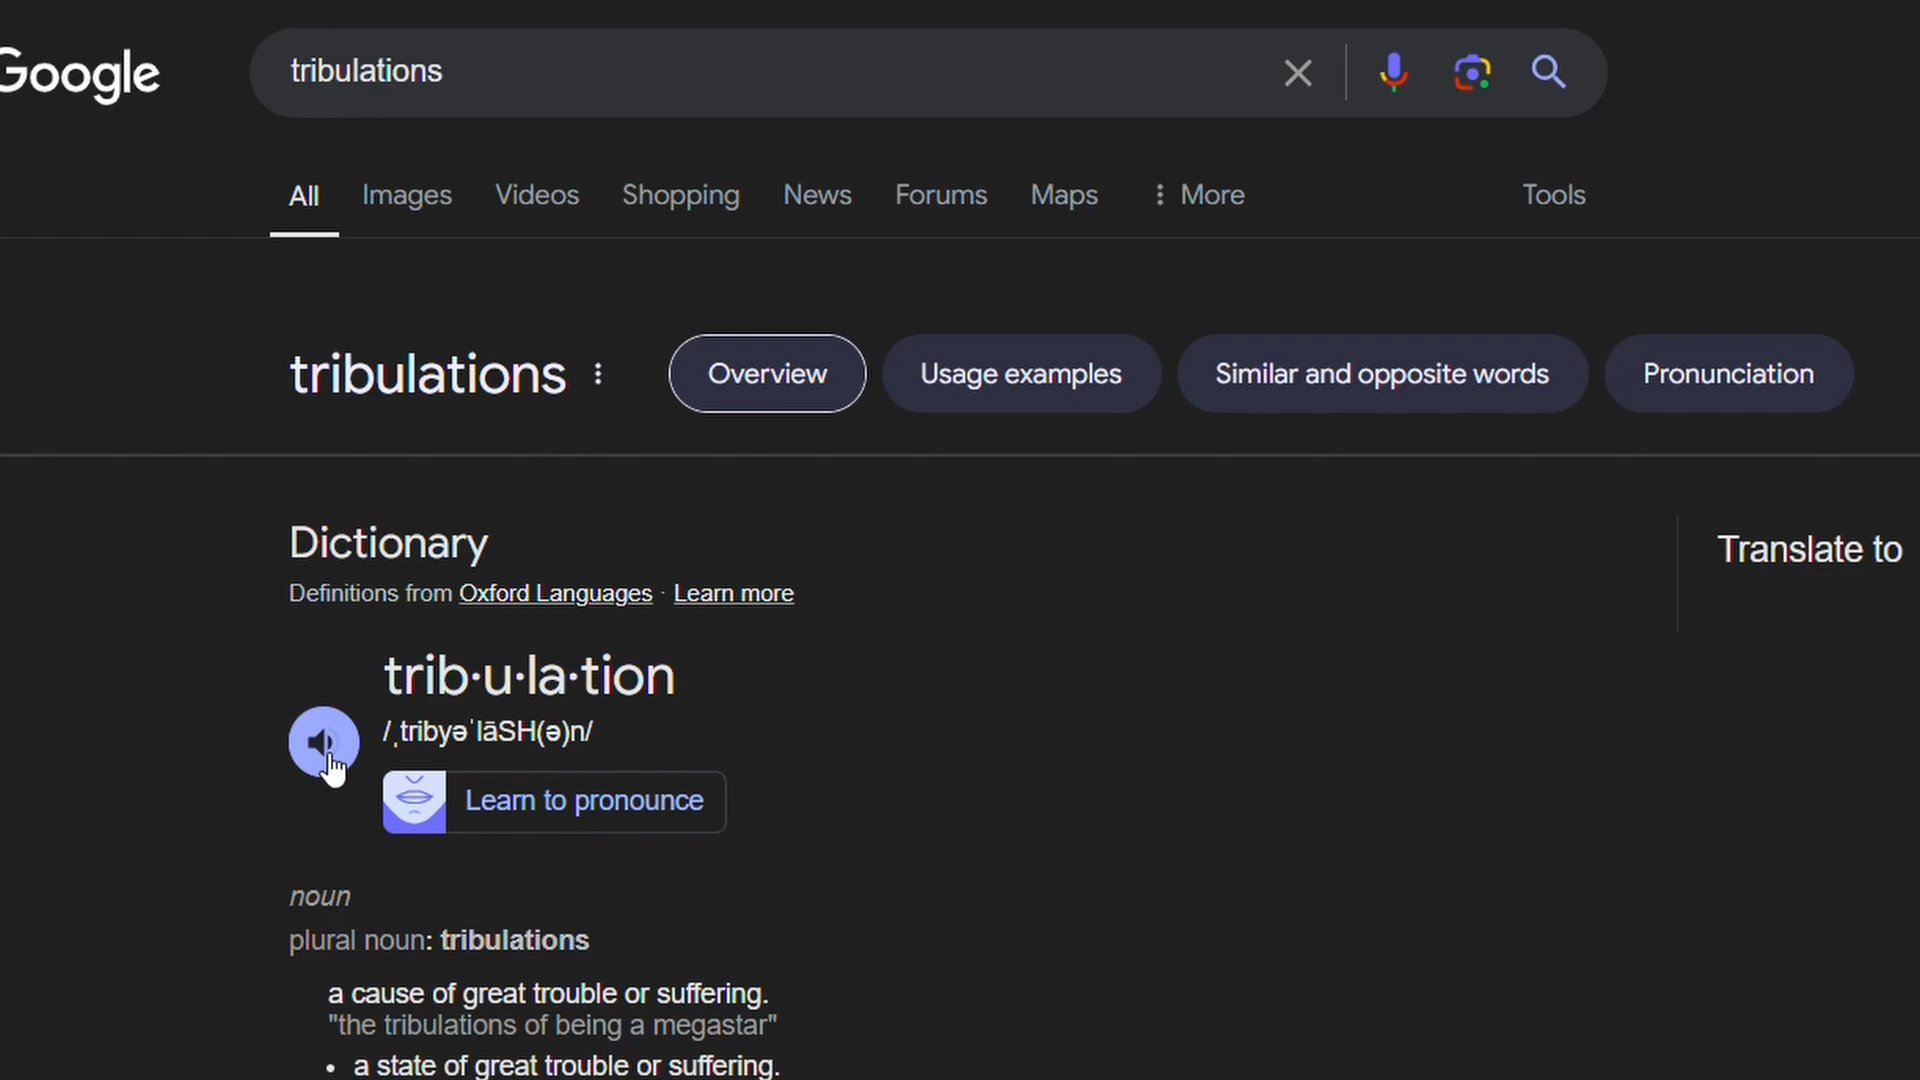 Google
tribulations
All Images Videos Shopping News Forums Maps More Tools
tribulations Overview Usage examples Similar and opposite words Pronunciation
Dictionary
Definitions from Oxford Languages · Learn more
Translate to
trib·u·la·tion
/ˌtribyəˈlāSH(ə)n/
Learn to pronounce
noun
plural noun: tribulations
a cause of great trouble or suffering.
"the tribulations of being a megastar"
• a state of great trouble or suffering.